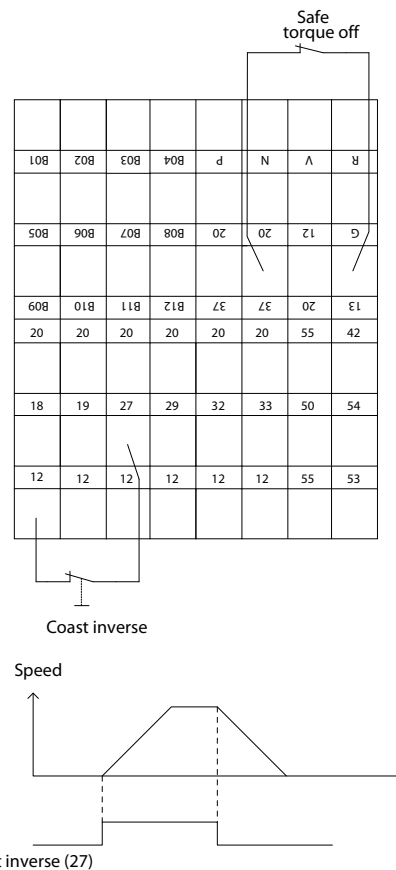 Safe
torque off
B01 B02 B03 B04 P N V R
B05 B06 B07 B08 20 20 12 G
B09 B10 B11 B12 37 37 20 13
20 20 20 20 20 20 55 42
18 19 27 29 32 33 50 54
12 12 12 12 12 12 55 53
Coast inverse
Speed
inverse (27)